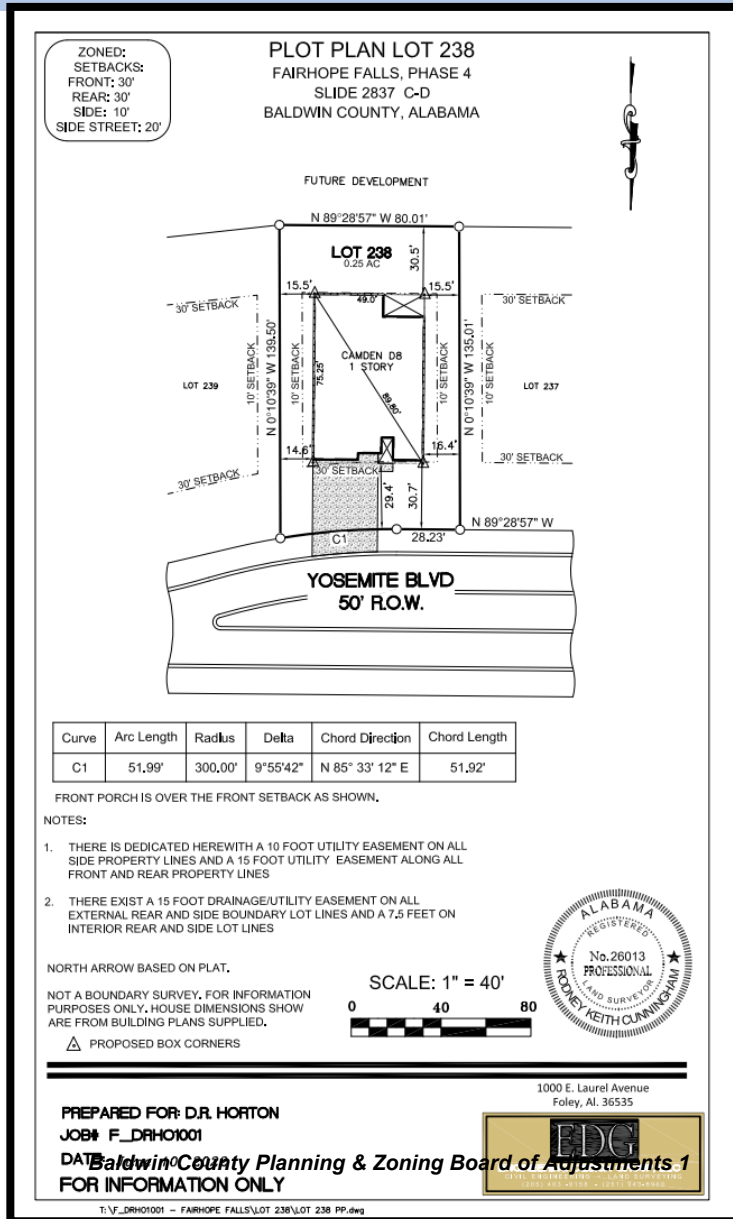 ZONED:
SETBACKS:
FRONT: 30'
REAR: 30'
SIDE: 10'
SIDE STREET: 20'
PLOT PLAN LOT 238
FAIRHOPE FALLS, PHASE 4
SLIDE 2837 C-D
BALDWIN COUNTY, ALABAMA
FUTURE DEVELOPMENT
N 89°28'57" W 80.01'
LOT 238
0.25 AC
30.5'
15.5'
15.5'
49.0'
30' SETBACK
30' SETBACK
10' SETBACK
N 0°10'39" W 139.50'
10' SETBACK
75.25'
CAMDEN D8
1 STORY
89.80'
10' SETBACK
N 0°10'39" W 135.01'
10' SETBACK
LOT 239
LOT 237
14.6'
16.4'
30' SETBACK
30' SETBACK
30' SETBACK
29.4'
30.7'
N 89°28'57" W
C1
28.23'
YOSEMITE BLVD
50' R.O.W.
Curve Arc Length Radius Delta Chord Direction Chord Length
C1 51.99' 300.00' 9°55'42" N 85° 33' 12" E 51.92'
FRONT PORCH IS OVER THE FRONT SETBACK AS SHOWN.
NOTES:
1. THERE IS DEDICATED HEREWITH A 10 FOOT UTILITY EASEMENT ON ALL
SIDE PROPERTY LINES AND A 15 FOOT UTILITY EASEMENT ALONG ALL
FRONT AND REAR PROPERTY LINES
2. THERE EXIST A 15 FOOT DRAINAGE/UTILITY EASEMENT ON ALL
EXTERNAL REAR AND SIDE BOUNDARY LOT LINES AND A 7.5 FEET ON
INTERIOR REAR AND SIDE LOT LINES
NORTH ARROW BASED ON PLAT.
NOT A BOUNDARY SURVEY. FOR INFORMATION
PURPOSES ONLY. HOUSE DIMENSIONS SHOW
ARE FROM BUILDING PLANS SUPPLIED.
PROPOSED BOX CORNERS
SCALE: 1" = 40'
0 40 80
ALABAMA
REGISTERED
No.26013
PROFESSIONAL
LAND SURVEYOR
RODNEY KEITH CUNNINGHAM
1000 E. Laurel Avenue
Foley, Al. 36535
PREPARED FOR: D.R. HORTON
JOB# F_DRHO1001
DATE
Baldwin County Planning & Zoning Board of Adjustments 1
FOR INFORMATION ONLY
EDG
CIVIL ENGINEERING LAND SURVEYING
T:\F_DRHO1001 - FAIRHOPE FALLS\LOT 238\LOT 238 PP.dwg